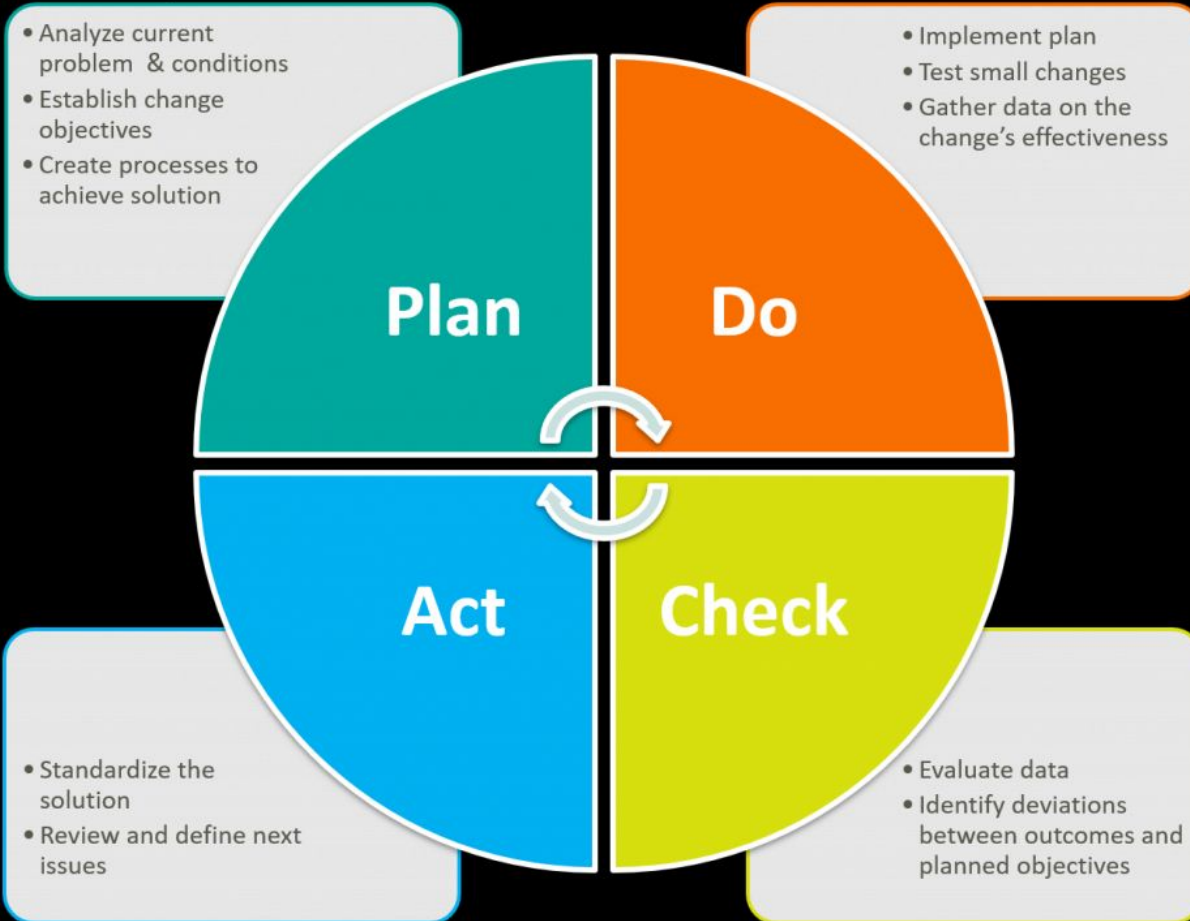 • Analyze current
problem & conditions
• Establish change
objectives
• Create processes to
achieve solution
• Implement plan
• Test small changes
• Gather data on the
change’s effectiveness
Plan
Do
Act
Check
• Standardize the
solution
• Review and define next
issues
• Evaluate data
• Identify deviations
between outcomes and
planned objectives